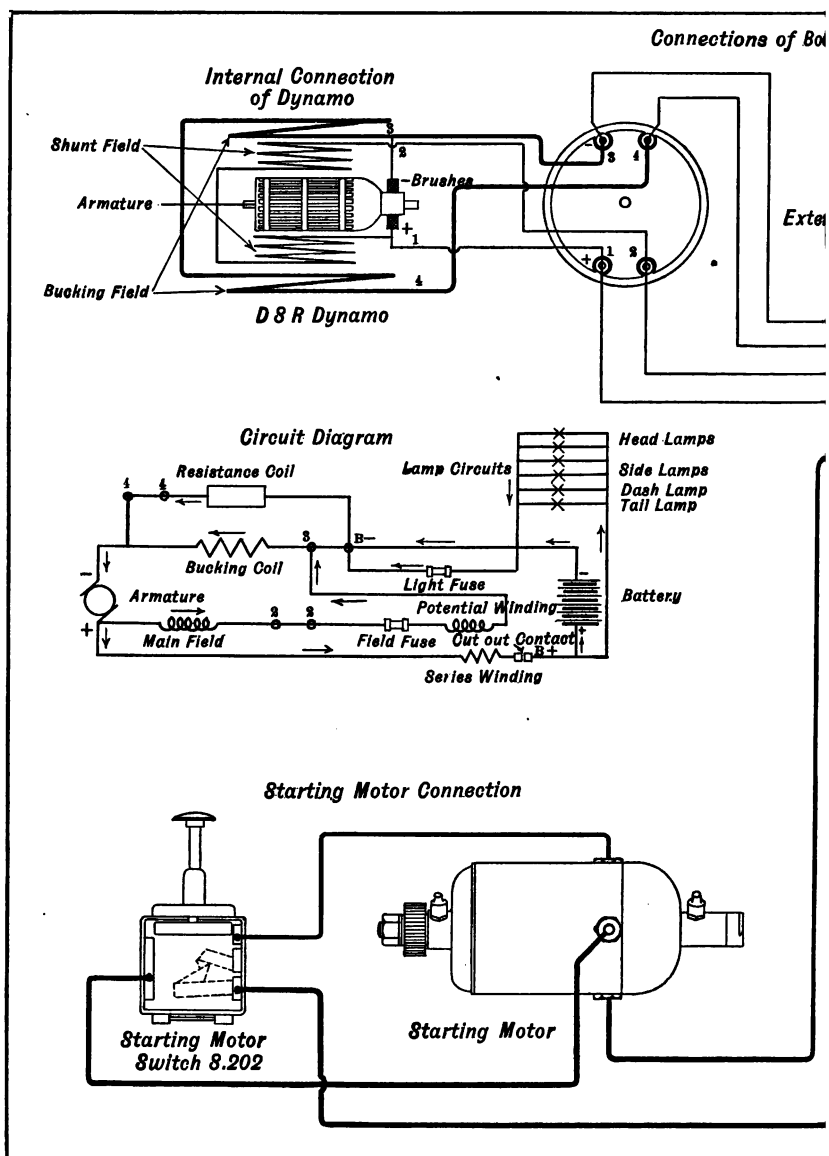 Connections of Bo
Internal Connection
of Dynamo
Shunt Field
Armature
Bucking Field
3
2
-Brushes
+
1
4
D8R Dynamo
-
3
4
+
1
2
Exte
Circuit Diagram
Resistance Coil
4
4
Lamp Circuits
Head Lamps
Side Lamps
Dash Lamp
Tail Lamp
3
B-
Bucking Coil
Light Fuse
-
Armature
+
Main Field
2
2
Field Fuse
Potential Winding
-
Battery
+
Cut out Contact
B+
Series Winding
Starting Motor Connection
Starting Motor
Switch 8.202
Starting Motor